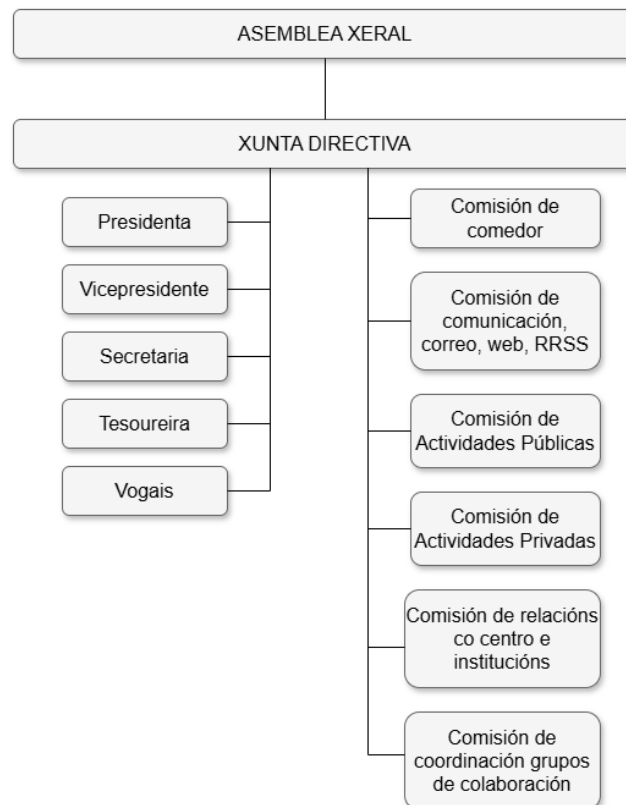 ASEMBLEA XERAL
XUNTA DIRECTIVA
Presidenta
Vicepresidente
Secretaria
Tesoureira
Vogais
Comisión de
comedor
Comisión de
comunicación,
correo, web, RRSS
Comisión de
Actividades Públicas
Comisión de
Actividades Privadas
Comisión de relacións
co centro e
institucións
Comisión de
coordinación grupos
de colaboración